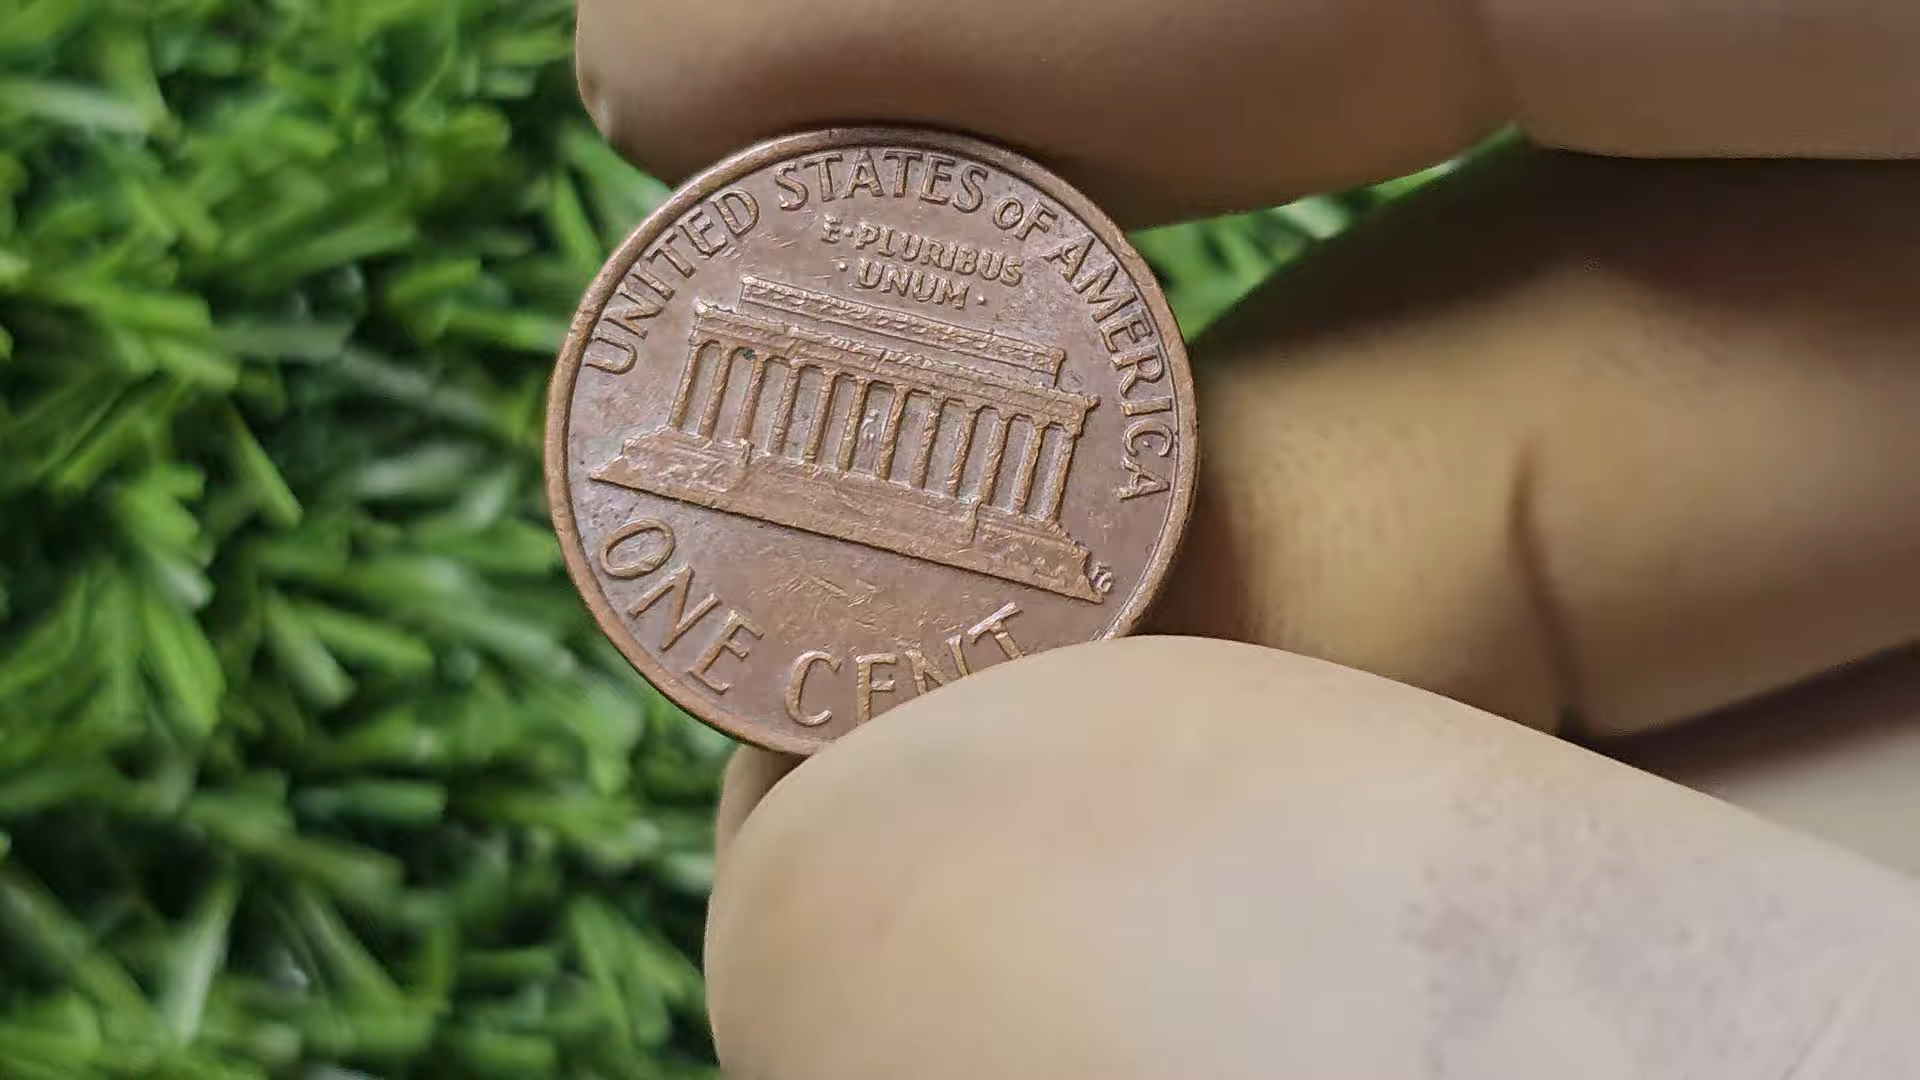 UNITED STATES OF AMERICA
E·PLURIBUS
·UNUM·
ONE CENT